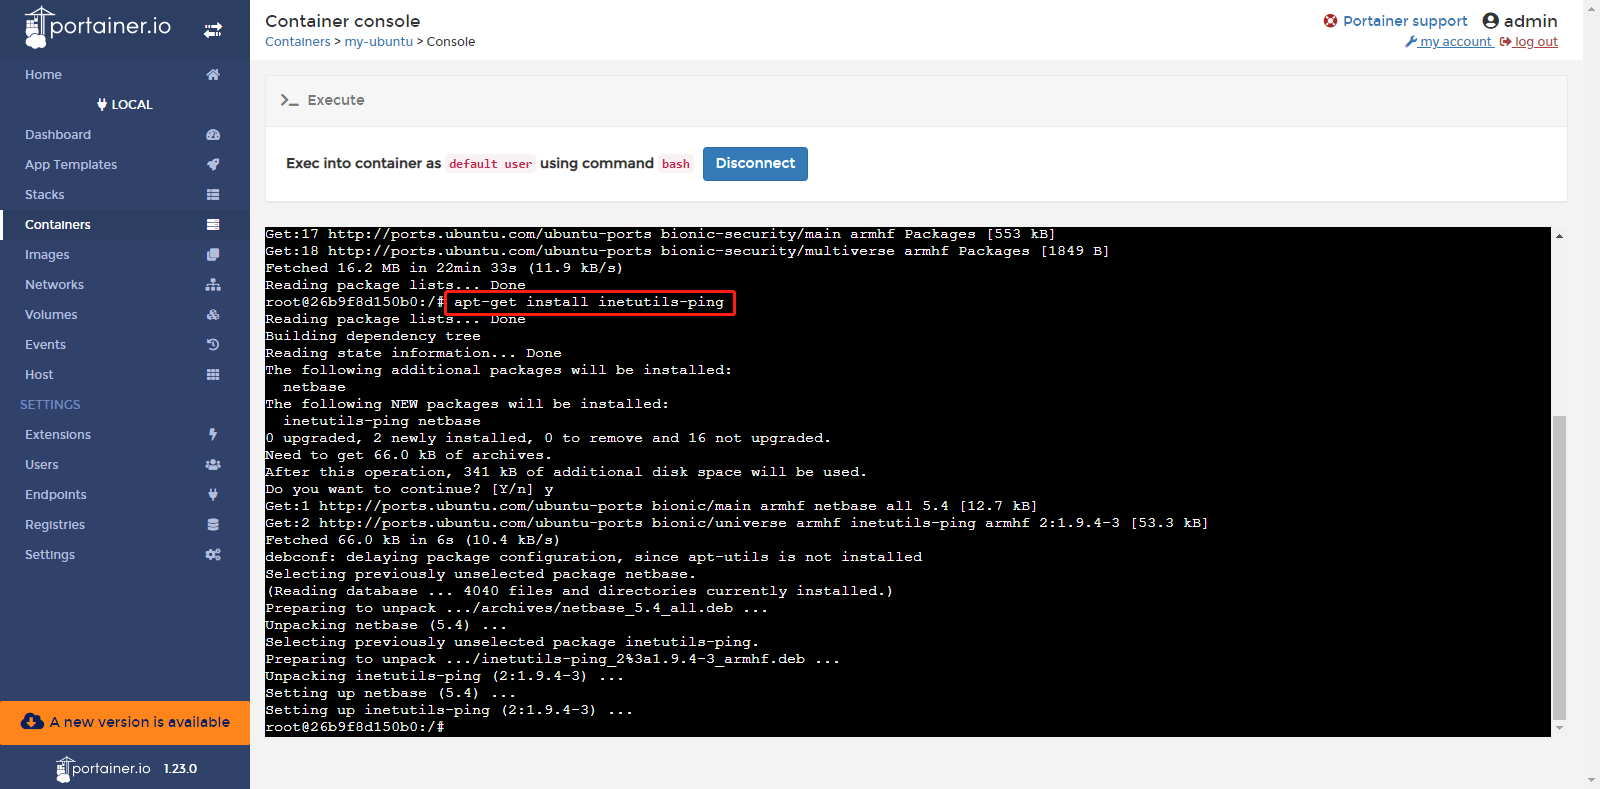 portainer.io
Home
LOCAL
Dashboard
App Templates
Stacks
Containers
Images
Networks
Volumes
Events
Host
SETTINGS
Extensions
Users
Endpoints
Registries
Settings
A new version is available
portainer.io 1.23.0
Container console
Containers > my-ubuntu > Console
Portainer support admin
my account log out
>_ Execute
Exec into container as default user using command bash Disconnect
Get:17 http://ports.ubuntu.com/ubuntu-ports bionic-security/main armhf Packages [553 kB]
Get:18 http://ports.ubuntu.com/ubuntu-ports bionic-security/multiverse armhf Packages [1849 B]
Fetched 16.2 MB in 22min 33s (11.9 kB/s)
Reading package lists... Done
root@26b9f8d150b0:/# apt-get install inetutils-ping
Reading package lists... Done
Building dependency tree
Reading state information... Done
The following additional packages will be installed:
  netbase
The following NEW packages will be installed:
  inetutils-ping netbase
0 upgraded, 2 newly installed, 0 to remove and 16 not upgraded.
Need to get 66.0 kB of archives.
After this operation, 341 kB of additional disk space will be used.
Do you want to continue? [Y/n] y
Get:1 http://ports.ubuntu.com/ubuntu-ports bionic/main armhf netbase all 5.4 [12.7 kB]
Get:2 http://ports.ubuntu.com/ubuntu-ports bionic/universe armhf inetutils-ping armhf 2:1.9.4-3 [53.3 kB]
Fetched 66.0 kB in 6s (10.4 kB/s)
debconf: delaying package configuration, since apt-utils is not installed
Selecting previously unselected package netbase.
(Reading database ... 4040 files and directories currently installed.)
Preparing to unpack .../archives/netbase_5.4_all.deb ...
Unpacking netbase (5.4) ...
Selecting previously unselected package inetutils-ping.
Preparing to unpack .../inetutils-ping_2%3a1.9.4-3_armhf.deb ...
Unpacking inetutils-ping (2:1.9.4-3) ...
Setting up netbase (5.4) ...
Setting up inetutils-ping (2:1.9.4-3) ...
root@26b9f8d150b0:/#